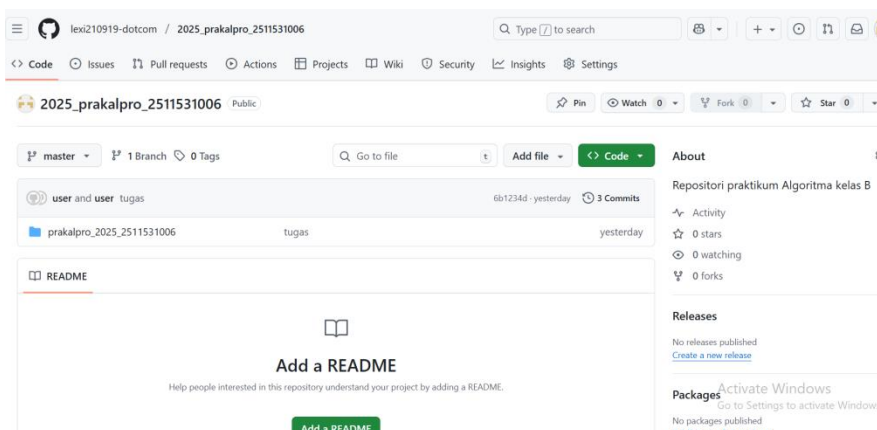 lexi210919-dotcom / 2025_prakalpro_2511531006
Type / to search
<> Code Issues Pull requests Actions Projects Wiki Security Insights Settings
2025_prakalpro_2511531006 Public
Pin Watch 0 Fork 0 Star 0
master 1 Branch 0 Tags
Go to file t Add file <> Code
user and user tugas 6b1234d · yesterday 3 Commits
prakalpro_2025_2511531006 tugas yesterday
README
Add a README
Help people interested in this repository understand your project by adding a README.
Add a README
About
Repositori praktikum Algoritma kelas B
Activity
0 stars
0 watching
0 forks
Releases
No releases published
Create a new release
Packages
No packages published
Activate Windows
Go to Settings to activate Window